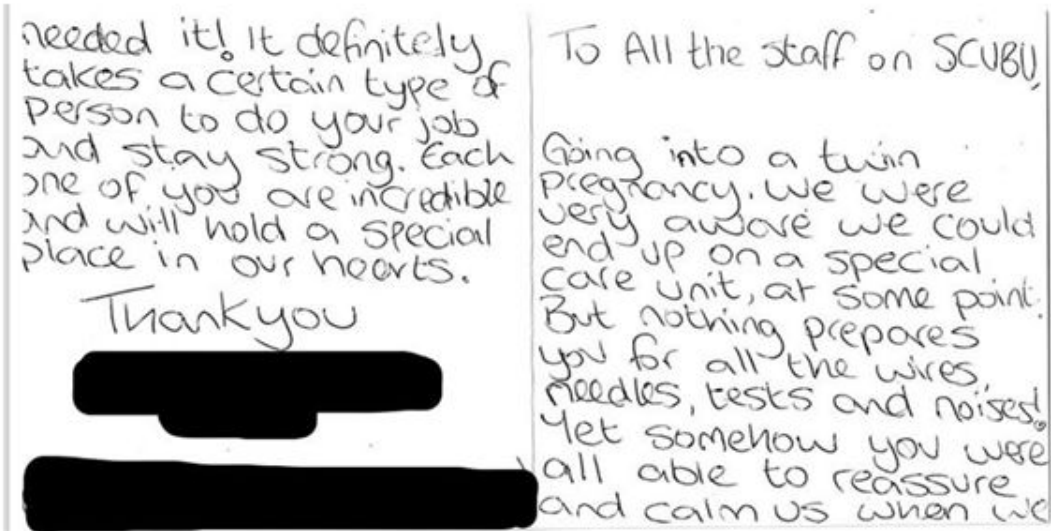 To All the staff on SCUBU,
Going into a twin
pregnancy. We were
very aware we could
end up on a special
care unit, at some point.
But nothing prepares
you for all the wires,
needles, tests and noises!
Yet somehow you were
all able to reassure
and calm us when we
needed it! It definitely
takes a certain type of
person to do your job
and stay strong. Each
one of you are incredible
and will hold a special
place in our hearts.
Thankyou